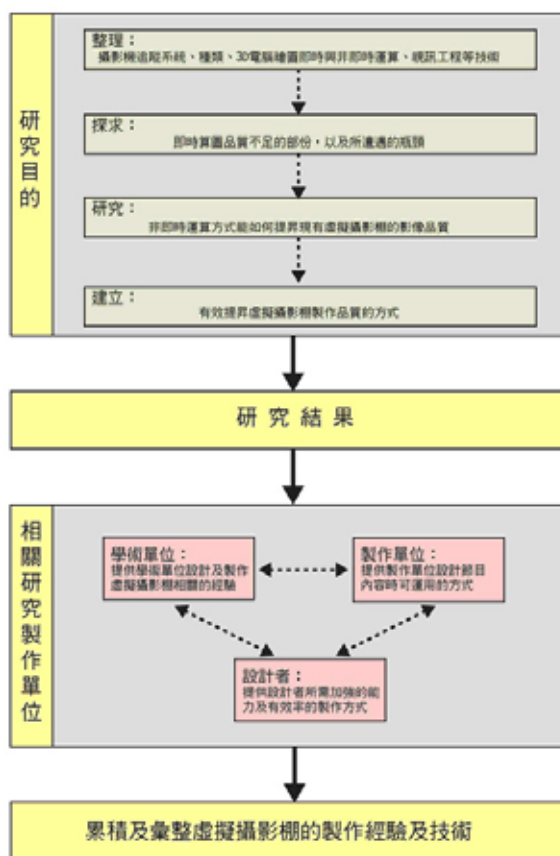 研究目的
整理：
攝影機追蹤系統、種類、3D電腦繪圖即時與非即時運算、視訊工程等技術
探求：
即時算圖品質不足的部份，以及所遭遇的瓶頸
研究：
非即時運算方式能如何提昇現有虛擬攝影棚的影像品質
建立：
有效提昇虛擬攝影棚製作品質的方式
研究結果
相關研究製作單位
學術單位：
提供學術單位設計及製作
虛擬攝影棚相關的經驗
製作單位：
提供製作單位設計節目
內容時可運用的方式
設計者：
提供設計者所需加強的能
力及有效率的製作方式
累積及彙整虛擬攝影棚的製作經驗及技術